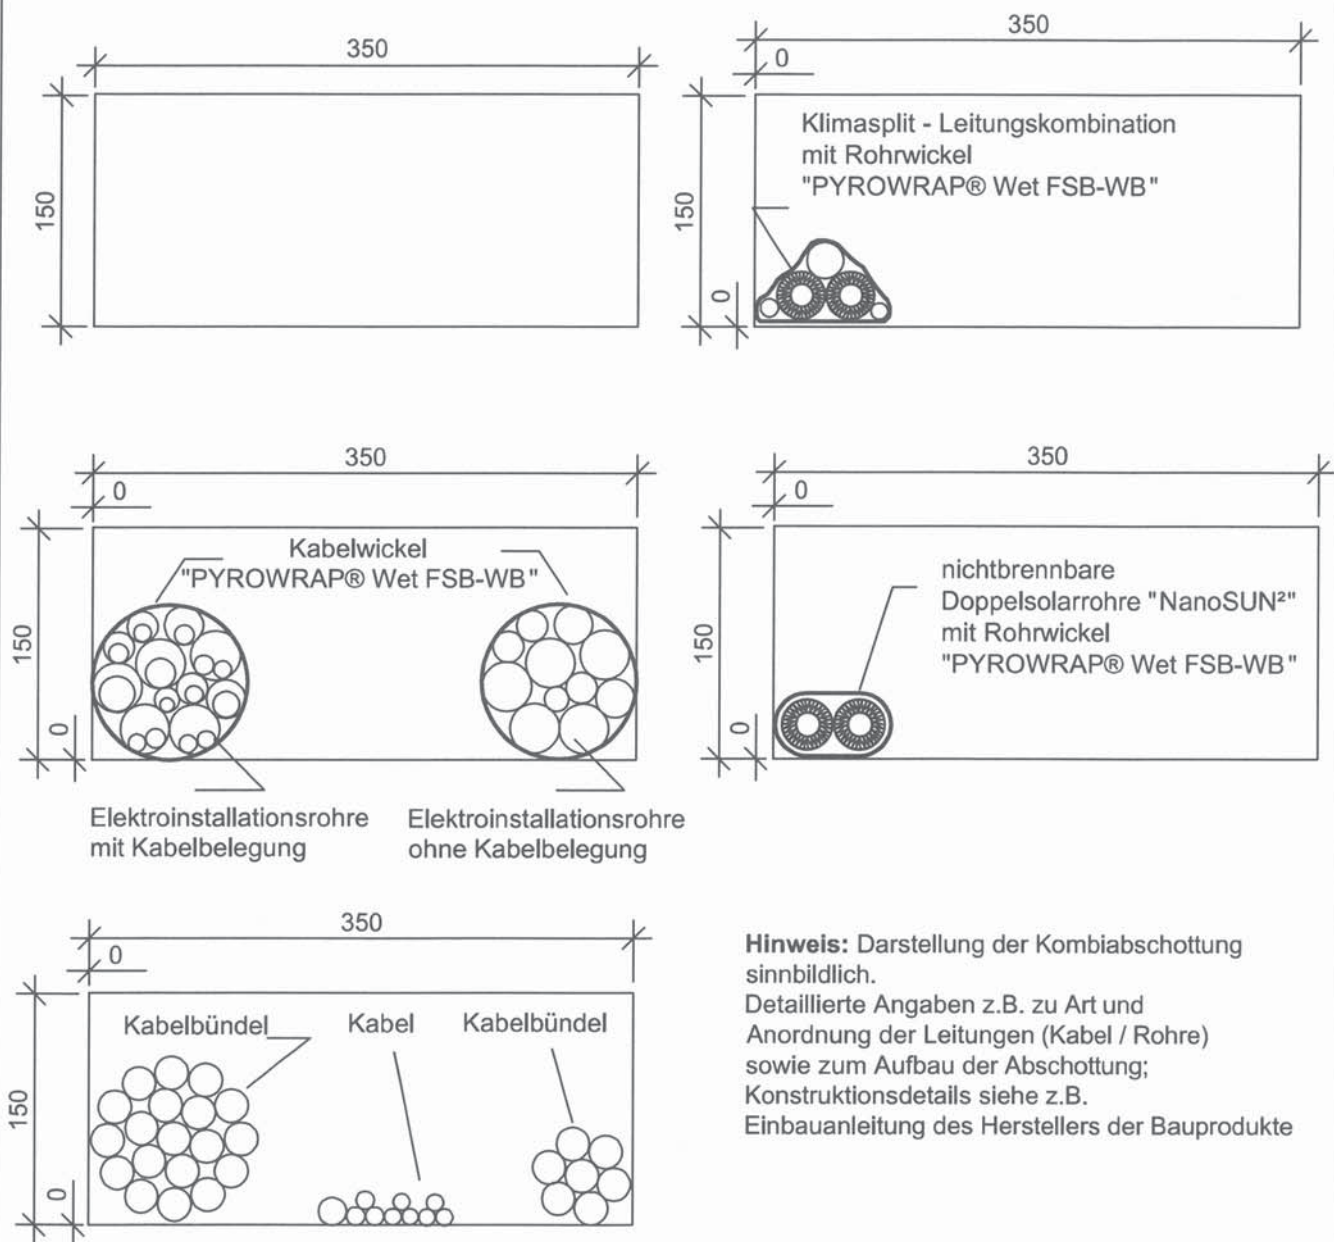 350
150
350
0
Klimasplit - Leitungskombination
mit Rohrwickel
"PYROWRAP® Wet FSB-WB"
150
0
350
0
Kabelwickel
"PYROWRAP® Wet FSB-WB"
150
0
Elektroinstallationsrohre
mit Kabelbelegung
Elektroinstallationsrohre
ohne Kabelbelegung
350
0
nichtbrennbare
Doppelsolarrohre "NanoSUN²"
mit Rohrwickel
"PYROWRAP® Wet FSB-WB"
150
0
350
0
Kabelbündel
Kabel
Kabelbündel
150
0
Hinweis: Darstellung der Kombiabschottung
sinnbildlich.
Detaillierte Angaben z.B. zu Art und
Anordnung der Leitungen (Kabel / Rohre)
sowie zum Aufbau der Abschottung;
Konstruktionsdetails siehe z.B.
Einbauanleitung des Herstellers der Bauprodukte